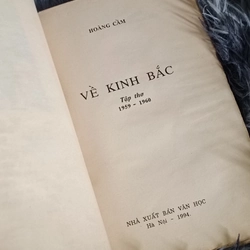 HOÀNG CẦM
VỀ KINH BẮC
Tập thơ
1959 - 1960
NHÀ XUẤT BẢN VĂN HỌC
Hà Nội - 1994